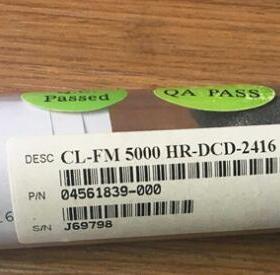 Passed
QA PASS
DESC CL-FM 5000 HR-DCD-2416
P/N 04561839-000
S/N J69798